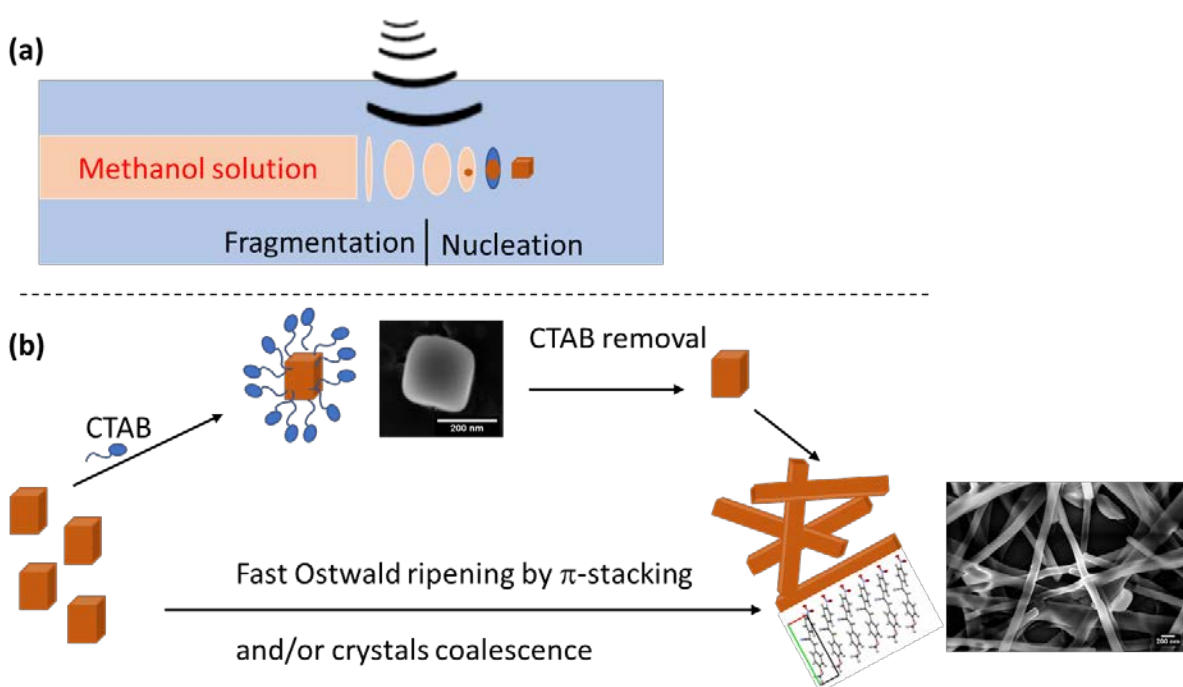 (a)
Methanol solution
Fragmentation | Nucleation
(b)
CTAB
200 nm
CTAB removal
Fast Ostwald ripening by π-stacking
and/or crystals coalescence
200 nm